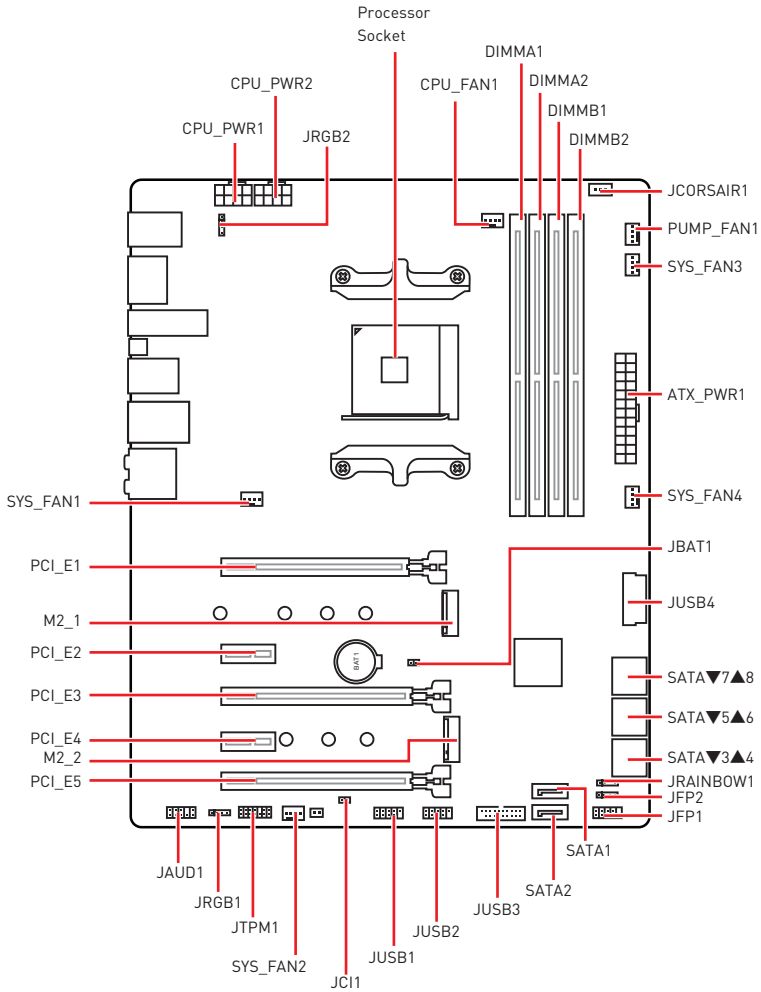 Processor
Socket
DIMMA1
CPU_PWR2
CPU_FAN1
DIMMA2
DIMMB1
CPU_PWR1
JRGB2
DIMMB2
JCORSAIR1
PUMP_FAN1
SYS_FAN3
ATX_PWR1
SYS_FAN1
SYS_FAN4
JBAT1
PCI_E1
JUSB4
M2_1
PCI_E2
BAT1
SATA▼7▲8
PCI_E3
SATA▼5▲6
PCI_E4
M2_2
SATA▼3▲4
PCI_E5
JRAINBOW1
JFP2
JFP1
SATA1
JAUD1
SATA2
JRGB1
JUSB3
JTPM1
JUSB2
JUSB1
SYS_FAN2
JCI1